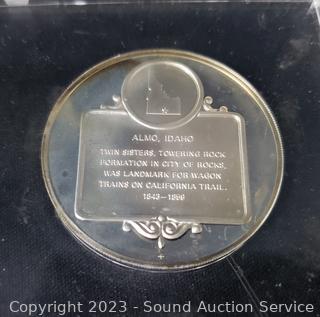 ALMO, IDAHO
TWIN SISTERS, TOWERING ROCK
FORMATION IN CITY OF ROCKS,
WAS LANDMARK FOR WAGON
TRAINS ON CALIFORNIA TRAIL.
1843-1869
Copyright 2023 - Sound Auction Service